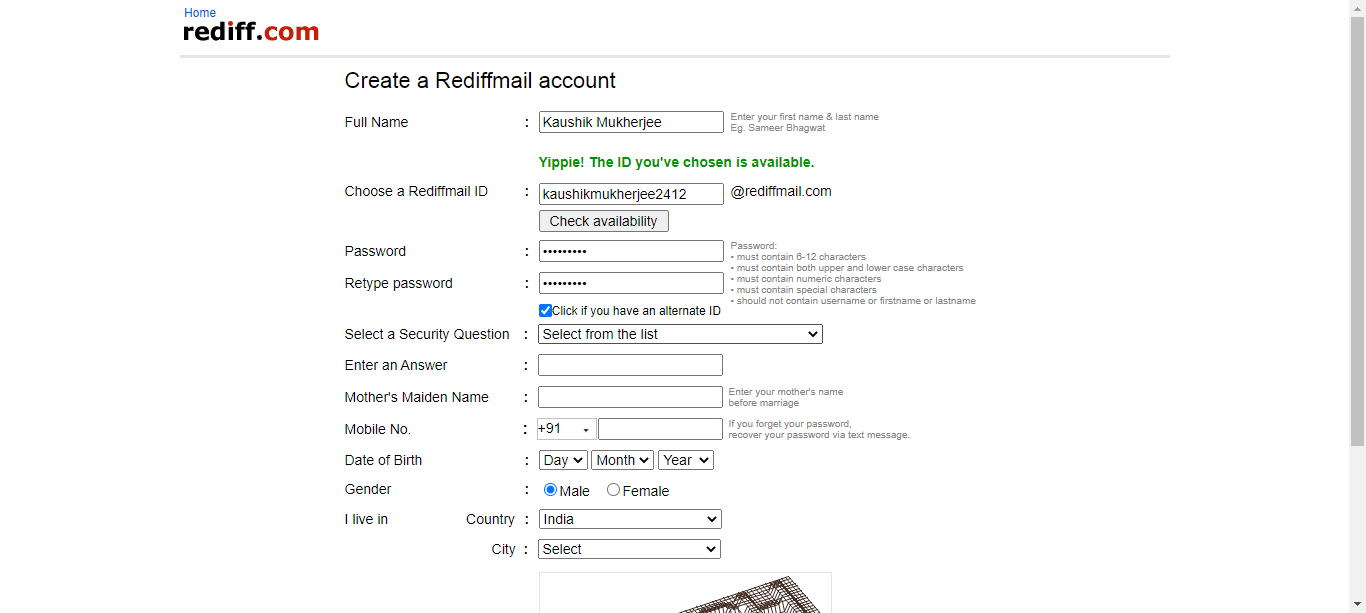 Home
rediff.com
Create a Rediffmail account
Full Name : Kaushik Mukherjee Enter your first name & last name
Eg. Sameer Bhagwat
Yippie! The ID you've chosen is available.
Choose a Rediffmail ID : kaushikmukherjee2412 @rediffmail.com
Check availability
Password : ••••••••• Password:
• must contain 6-12 characters
• must contain both upper and lower case characters
• must contain numeric characters
• must contain special characters
• should not contain username or firstname or lastname
Retype password : •••••••••
Click if you have an alternate ID
Select a Security Question : Select from the list
Enter an Answer :
Mother's Maiden Name : Enter your mother's name
before marriage
Mobile No. : +91 If you forget your password,
recover your password via text message.
Date of Birth : Day Month Year
Gender : Male Female
I live in Country : India
City : Select